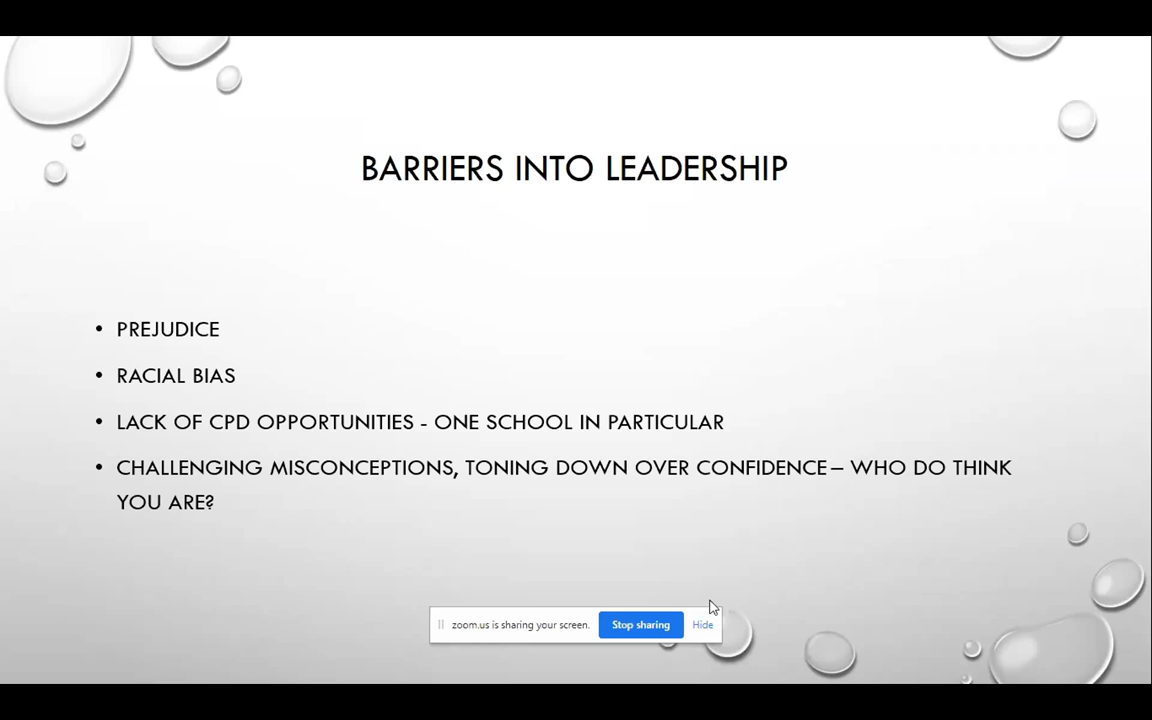 BARRIERS INTO LEADERSHIP
• PREJUDICE
• RACIAL BIAS
• LACK OF CPD OPPORTUNITIES - ONE SCHOOL IN PARTICULAR
• CHALLENGING MISCONCEPTIONS, TONING DOWN OVER CONFIDENCE – WHO DO THINK
YOU ARE?
zoom.us is sharing your screen. Stop sharing Hide